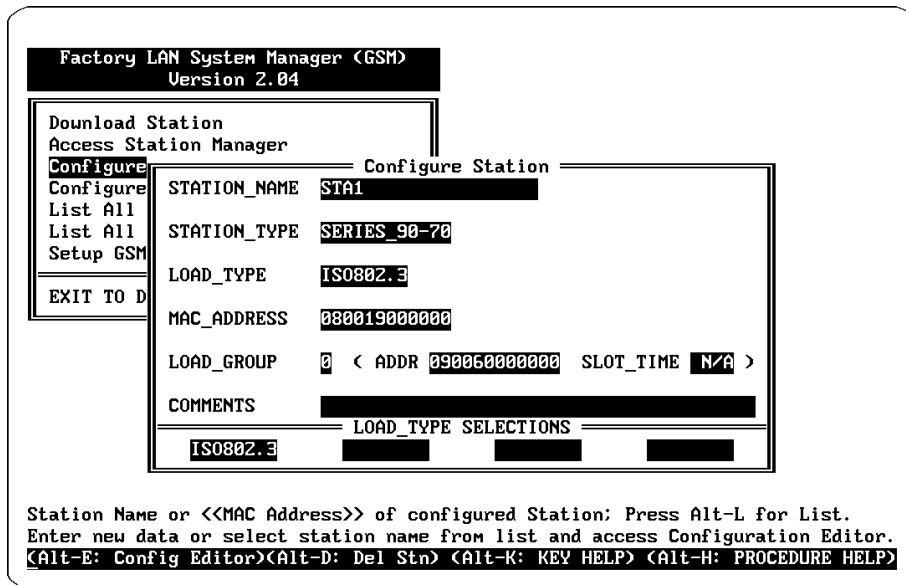 Factory LAN System Manager (GSM)
Version 2.04
Download Station
Access Station Manager
Configure
Configure
List All
List All
Setup GSM
EXIT TO D
Configure Station
STATION_NAME STA1
STATION_TYPE SERIES_90-70
LOAD_TYPE ISO802.3
MAC_ADDRESS 080019000000
LOAD_GROUP 0 ( ADDR 090060000000 SLOT_TIME N/A )
COMMENTS
LOAD_TYPE SELECTIONS
ISO802.3
Station Name or <<MAC Address>> of configured Station; Press Alt-L for List.
Enter new data or select station name from list and access Configuration Editor.
(Alt-E: Config Editor)(Alt-D: Del Stn) (Alt-K: KEY HELP) (Alt-H: PROCEDURE HELP)